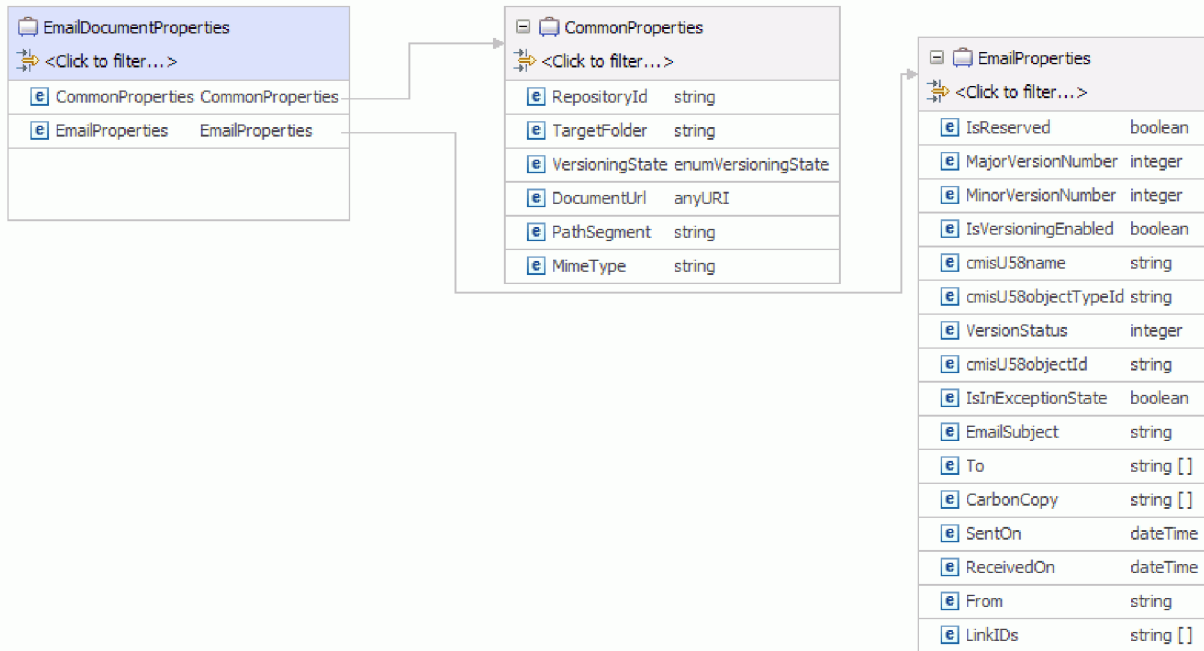 EmailDocumentProperties
<Click to filter...>
CommonProperties CommonProperties
EmailProperties EmailProperties
CommonProperties
<Click to filter...>
RepositoryId string
TargetFolder string
VersioningState enumVersioningState
DocumentUrl anyURI
PathSegment string
MimeType string
EmailProperties
<Click to filter...>
IsReserved boolean
MajorVersionNumber integer
MinorVersionNumber integer
IsVersioningEnabled boolean
cmisU58name string
cmisU58objectTypeId string
VersionStatus integer
cmisU58objectId string
IsInExceptionState boolean
EmailSubject string
To string []
CarbonCopy string []
SentOn dateTime
ReceivedOn dateTime
From string
LinkIDs string []